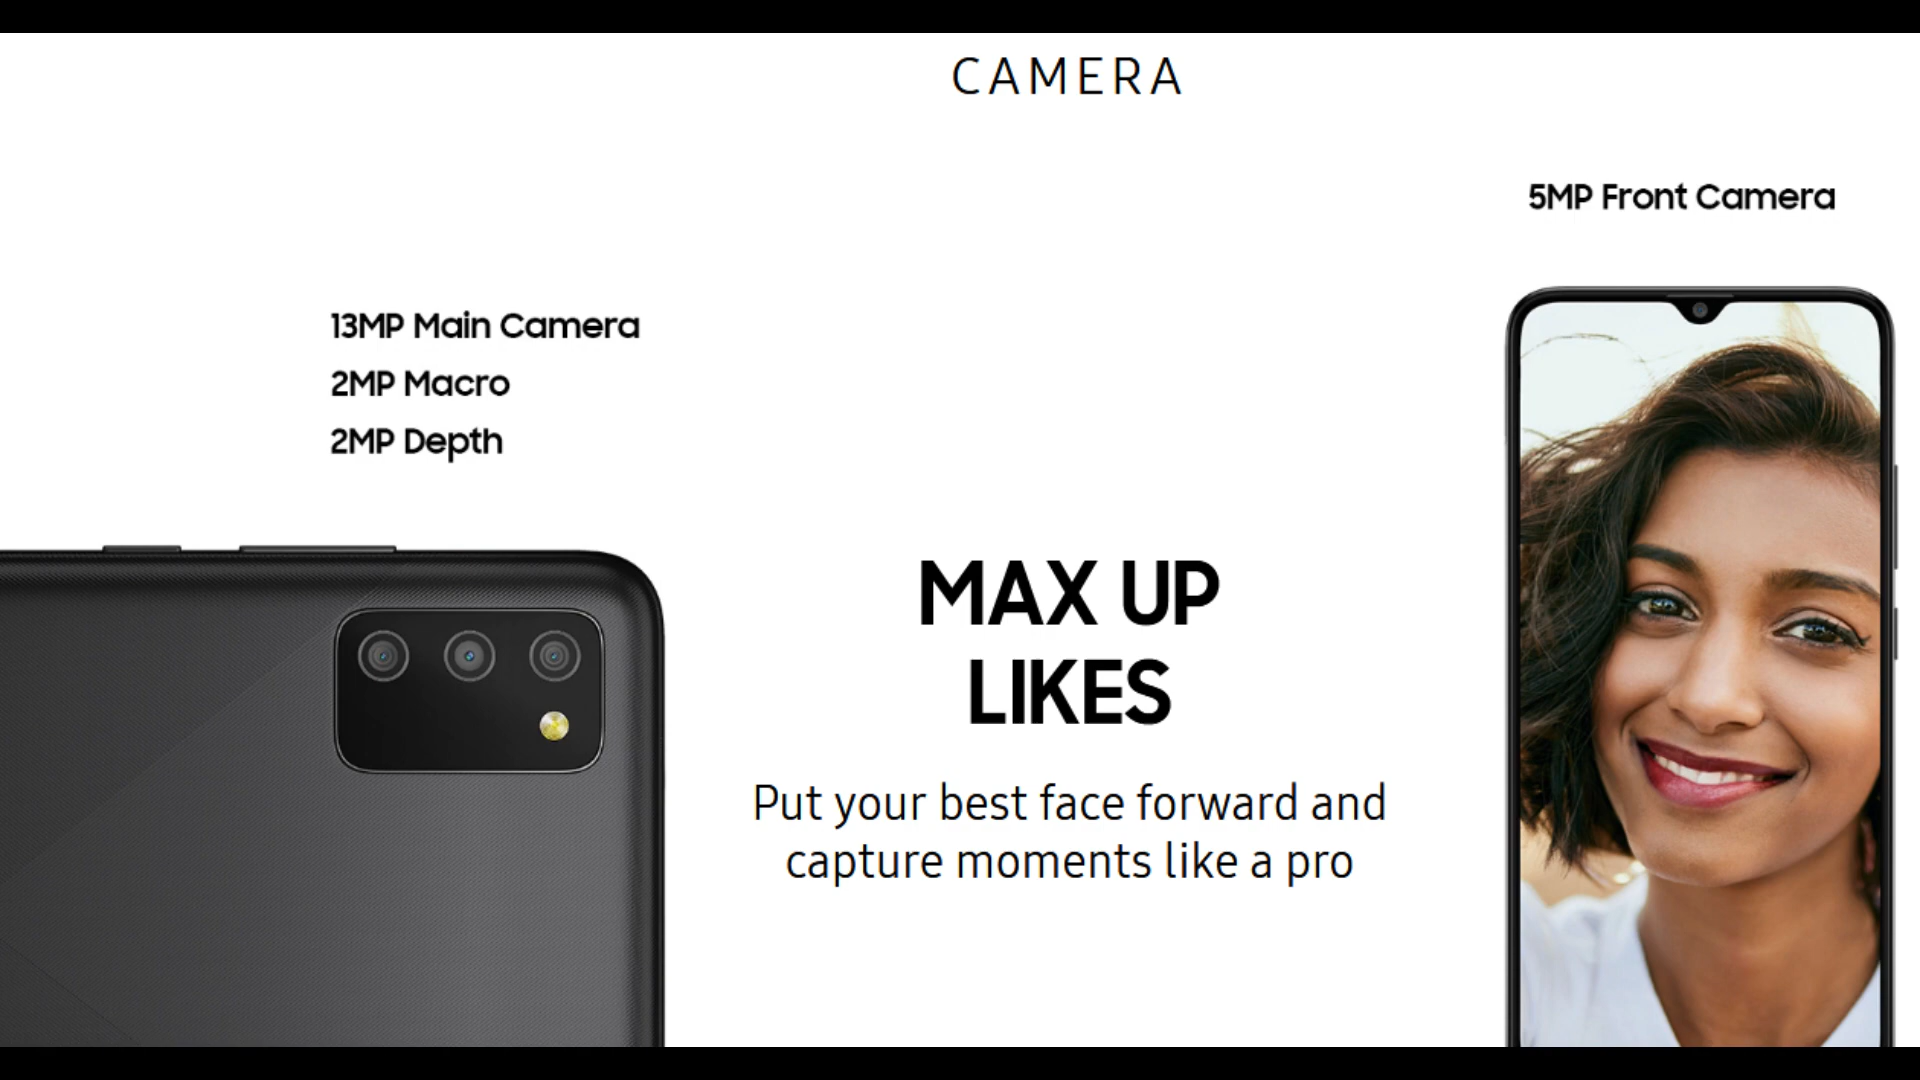 CAMERA
5MP Front Camera
13MP Main Camera
2MP Macro
2MP Depth
MAX UP
LIKES
Put your best face forward and
capture moments like a pro